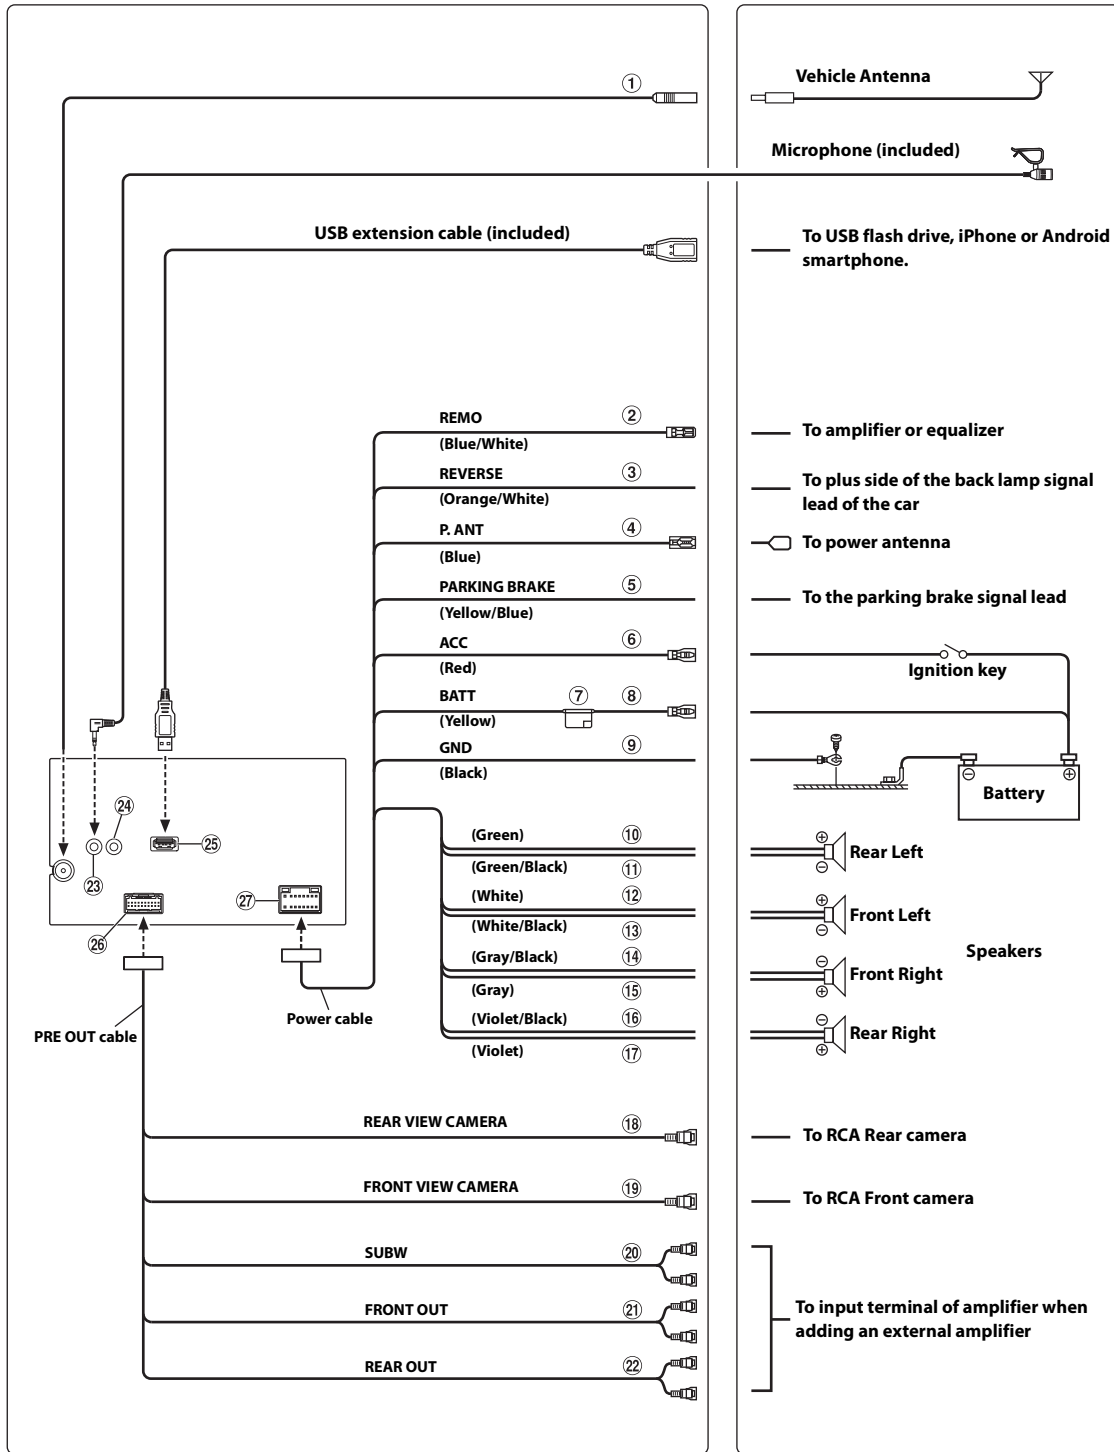 ① Vehicle Antenna
Microphone (included)
USB extension cable (included)
To USB flash drive, iPhone or Android
smartphone.
REMO ②
(Blue/White)
To amplifier or equalizer
REVERSE ③
(Orange/White)
To plus side of the back lamp signal
lead of the car
P. ANT ④
(Blue)
To power antenna
PARKING BRAKE ⑤
(Yellow/Blue)
To the parking brake signal lead
ACC ⑥
(Red)
Ignition key
BATT ⑦ ⑧
(Yellow)
GND ⑨
(Black)
⊖ ⊕
Battery
㉔
㉕
㉓
㉗
㉖
(Green) ⑩
(Green/Black) ⑪
⊕
Rear Left
⊖
(White) ⑫
(White/Black) ⑬
⊕
Front Left
⊖
Speakers
(Gray/Black) ⑭
(Gray) ⑮
⊖
Front Right
⊕
(Violet/Black) ⑯
(Violet) ⑰
⊖
Rear Right
⊕
PRE OUT cable
Power cable
REAR VIEW CAMERA ⑱
To RCA Rear camera
FRONT VIEW CAMERA ⑲
To RCA Front camera
SUBW ⑳
FRONT OUT ㉑
To input terminal of amplifier when
adding an external amplifier
REAR OUT ㉒